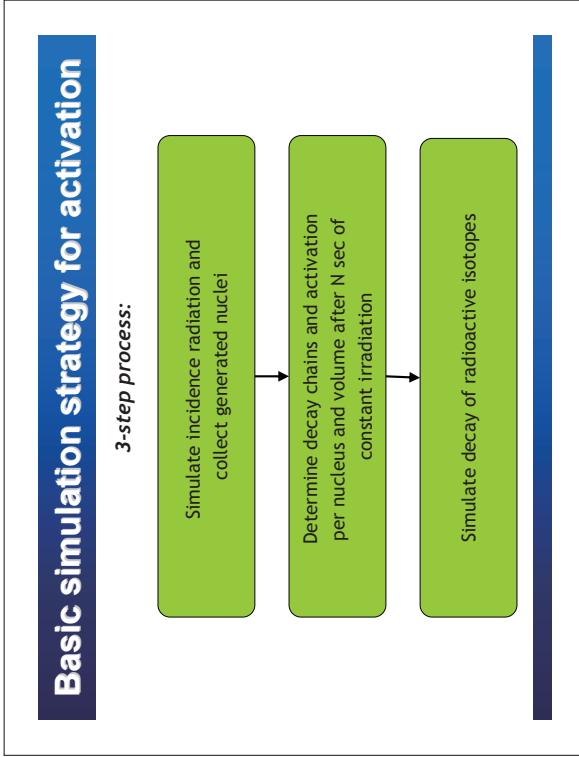 Basic simulation strategy for activation
3-step process:
Simulate incidence radiation and
collect generated nuclei
Determine decay chains and activation
per nucleus and volume after N sec of
constant irradiation
Simulate decay of radioactive isotopes